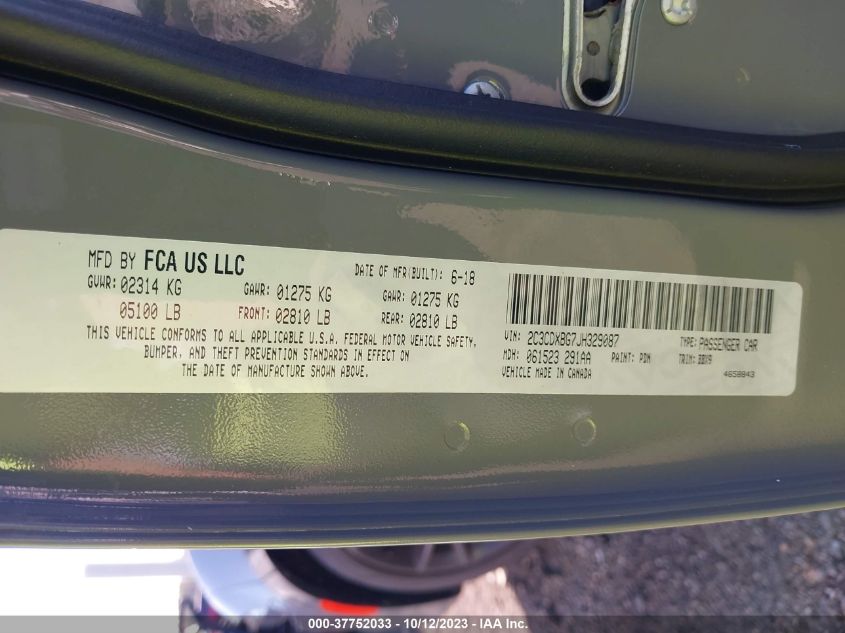 MFD BY FCA US LLC DATE OF MFR(BUILT): 6-18
GVWR: 02314 KG GAWR: 01275 KG GAWR: 01275 KG
05100 LB FRONT: 02810 LB REAR: 02810 LB
THIS VEHICLE CONFORMS TO ALL APPLICABLE U.S.A. FEDERAL MOTOR VEHICLE SAFETY,
BUMPER, AND THEFT PREVENTION STANDARDS IN EFFECT ON
THE DATE OF MANUFACTURE SHOWN ABOVE.
VIN: 2C3CDXBG7JH329087 TYPE: PASSENGER CAR
MDH: 061523 291AA PAINT: PDN TRIM: BBX9
VEHICLE MADE IN CANADA 4658843
000-37752033 - 10/12/2023 - IAA Inc.